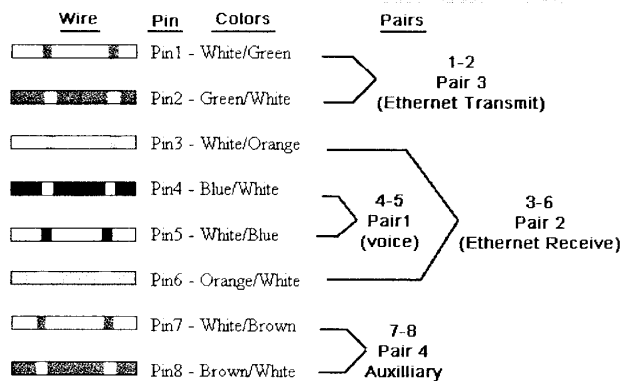 Wire Pin Colors Pairs
Pin1 - White/Green
Pin2 - Green/White
1-2
Pair 3
(Ethernet Transmit)
Pin3 - White/Orange
Pin4 - Blue/White
Pin5 - White/Blue
Pin6 - Orange/White
4-5
Pair1
(voice)
3-6
Pair 2
(Ethernet Receive)
Pin7 - White/Brown
Pin8 - Brown/White
7-8
Pair 4
Auxilliary